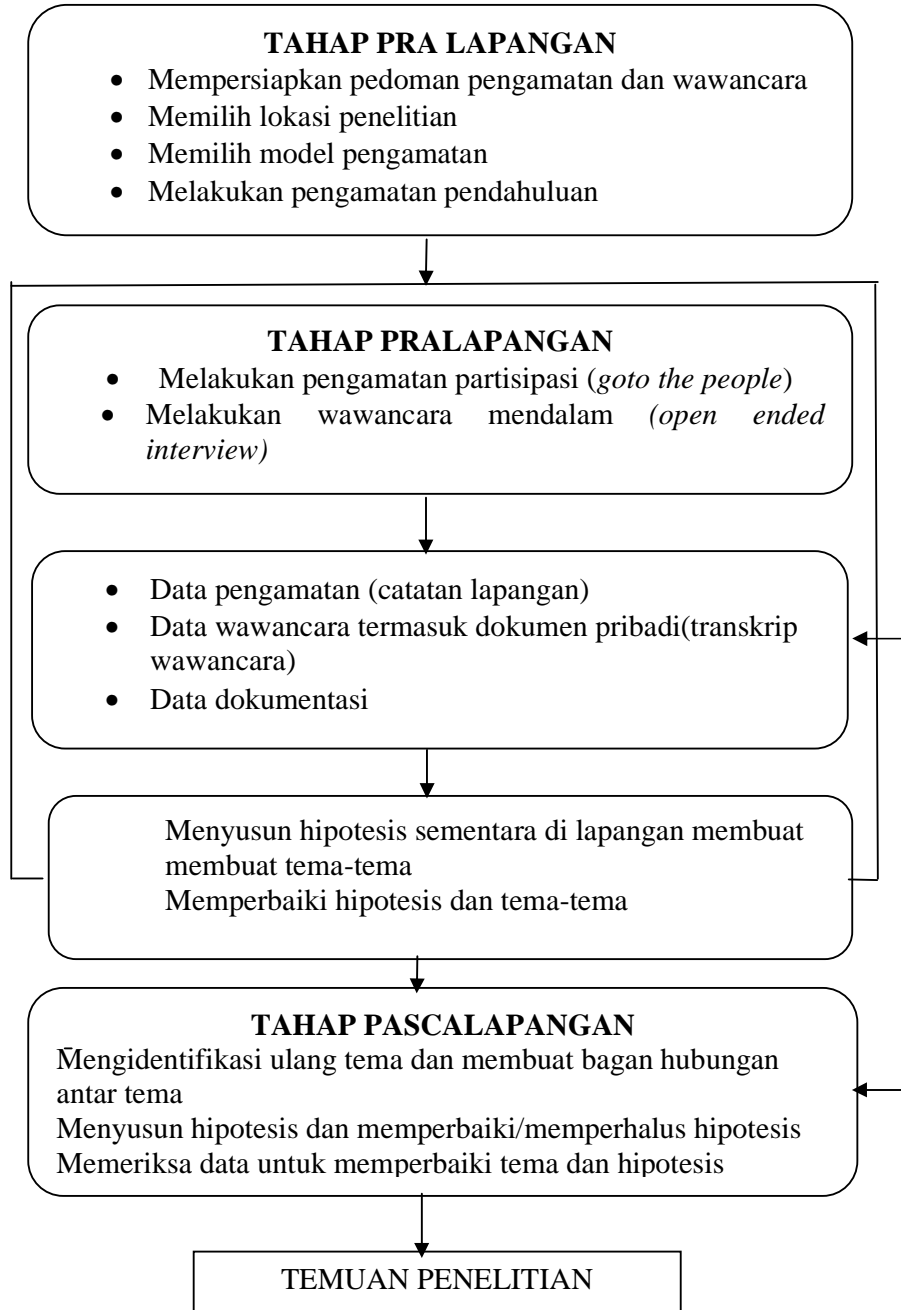 TAHAP PRA LAPANGAN
• Mempersiapkan pedoman pengamatan dan wawancara
• Memilih lokasi penelitian
• Memilih model pengamatan
• Melakukan pengamatan pendahuluan
TAHAP PRALAPANGAN
• Melakukan pengamatan partisipasi (goto the people)
• Melakukan wawancara mendalam (open ended
interview)
• Data pengamatan (catatan lapangan)
• Data wawancara termasuk dokumen pribadi(transkrip
wawancara)
• Data dokumentasi
Menyusun hipotesis sementara di lapangan membuat
membuat tema-tema
Memperbaiki hipotesis dan tema-tema
TAHAP PASCALAPANGAN
Mengidentifikasi ulang tema dan membuat bagan hubungan
antar tema
Menyusun hipotesis dan memperbaiki/memperhalus hipotesis
Memeriksa data untuk memperbaiki tema dan hipotesis
TEMUAN PENELITIAN